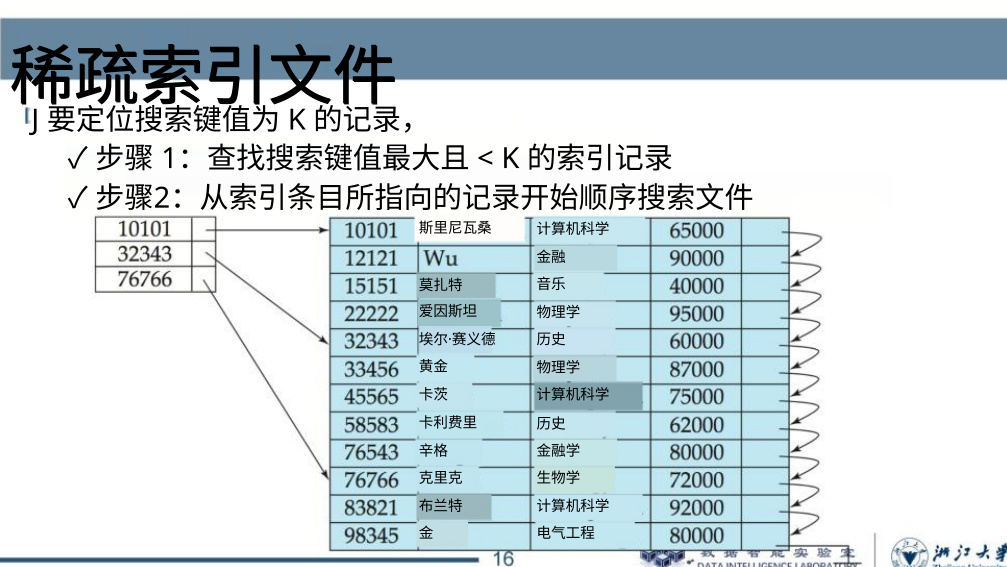 稀疏索引文件
要定位搜索键值为 K 的记录，
✓ 步骤 1：查找搜索键值最大且 < K 的索引记录
✓ 步骤2：从索引条目所指向的记录开始顺序搜索文件
10101
32343
76766
10101 斯里尼瓦桑 计算机科学 65000
12121 Wu 金融 90000
15151 莫扎特 音乐 40000
22222 爱因斯坦 物理学 95000
32343 埃尔·赛义德 历史 60000
33456 黄金 物理学 87000
45565 卡茨 计算机科学 75000
58583 卡利费里 历史 62000
76543 辛格 金融学 80000
76766 克里克 生物学 72000
83821 布兰特 计算机科学 92000
98345 金 电气工程 80000
16
数据智能实验室
DATA INTELLIGENCE LABORATORY
浙江大学